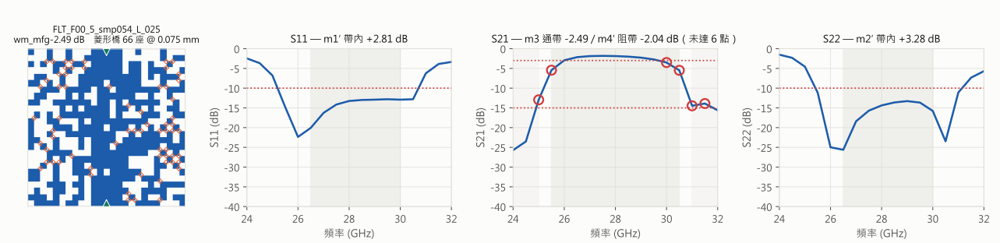 FLT_F00_5_smp054_L_025
wm_mfg-2.49 dB 菱形橋 66 座 @ 0.075 mm
S11 — m1′ 帶內 +2.81 dB
0
-5
-10
-15
-20
-25
-30
-35
-40
S11 (dB)
24 26 28 30 32
頻率 (GHz)
S21 — m3 通帶 -2.49 / m4′ 阻帶 -2.04 dB ( 未達 6 點 )
0
-5
-10
-15
-20
-25
-30
-35
-40
S21 (dB)
24 26 28 30 32
頻率 (GHz)
S22 — m2′ 帶內 +3.28 dB
0
-5
-10
-15
-20
-25
-30
-35
-40
S22 (dB)
24 26 28 30 32
頻率 (GHz)